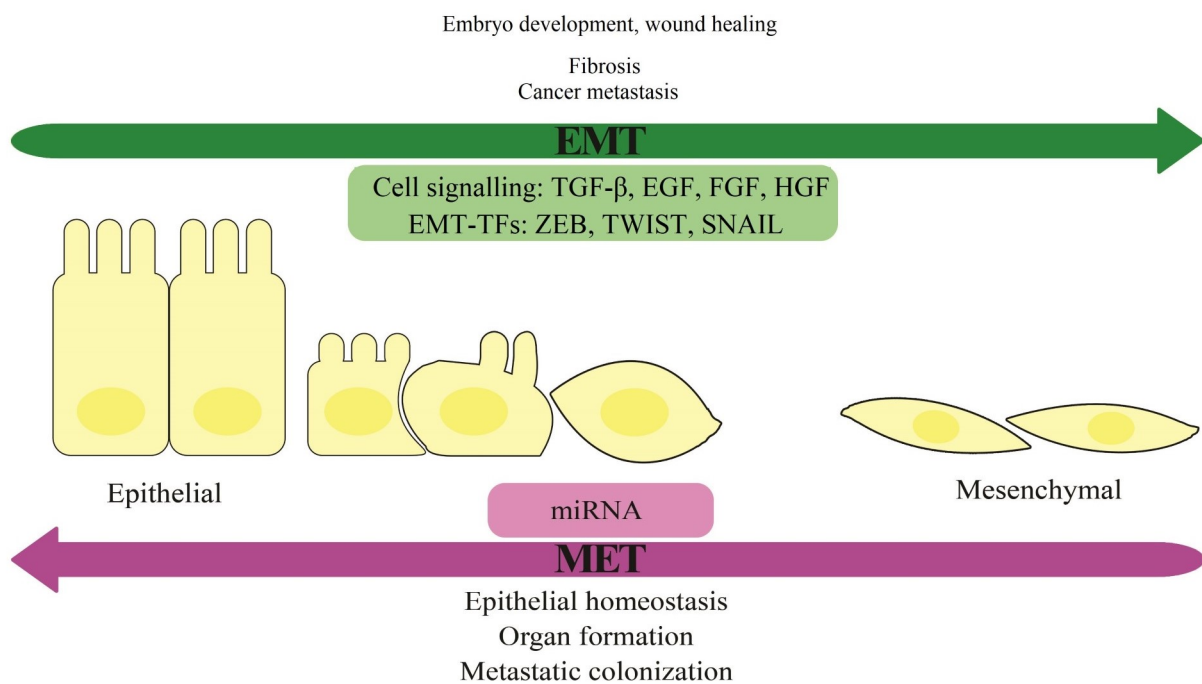 Embryo development, wound healing
Fibrosis
Cancer metastasis
EMT
Cell signalling: TGF-β, EGF, FGF, HGF
EMT-TFs: ZEB, TWIST, SNAIL
Epithelial
Mesenchymal
miRNA
MET
Epithelial homeostasis
Organ formation
Metastatic colonization